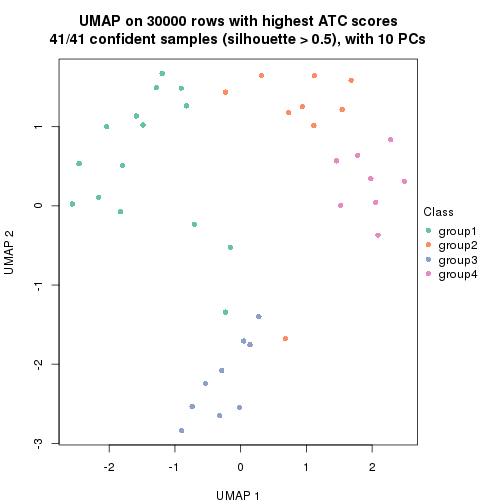 UMAP on 30000 rows with highest ATC scores
41/41 confident samples (silhouette > 0.5), with 10 PCs
1
0
-1
-2
-3
UMAP 2
-2
-1
0
1
2
UMAP 1
Class
group1
group2
group3
group4